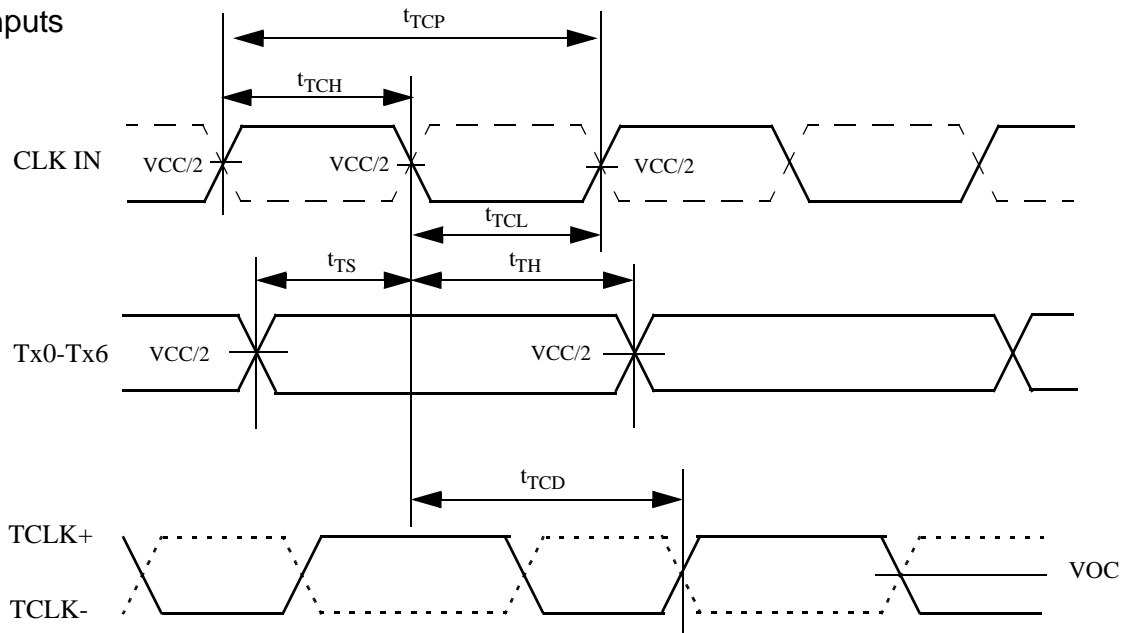 nputs
tTCP
tTCH
CLK IN VCC/2 VCC/2 VCC/2
tTCL
tTS tTH
Tx0-Tx6 VCC/2 VCC/2
tTCD
TCLK+
VOC
TCLK-